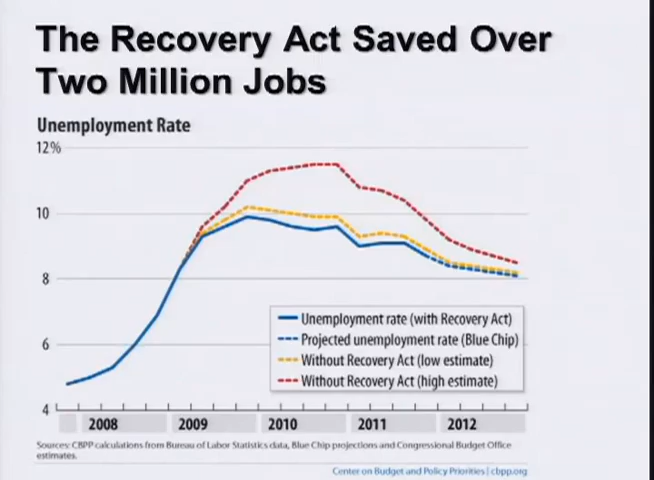 The Recovery Act Saved Over
Two Million Jobs
Unemployment Rate
12%
10
8
6
4
Unemployment rate (with Recovery Act)
Projected unemployment rate (Blue Chip)
Without Recovery Act (low estimate)
Without Recovery Act (high estimate)
2008 2009 2010 2011 2012
Sources: CBPP calculations from Bureau of Labor Statistics data, Blue Chip projections and Congressional Budget Office
estimates.
Center on Budget and Policy Priorities | cbpp.org